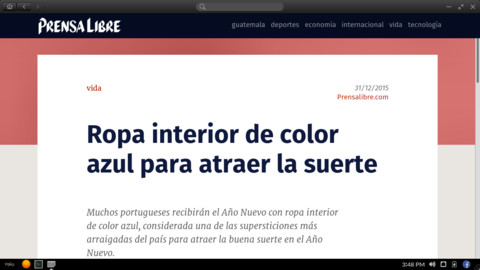 PRENSA LIBRE
guatemala deportes economía internacional vida tecnología
vida
31/12/2015
Prensalibre.com
Ropa interior de color
azul para atraer la suerte
Muchos portugueses recibirán el Año Nuevo con ropa interior
de color azul, considerada una de las supersticiones más
arraigadas del país para atraer la buena suerte en el Año
Nuevo.
3:48 PM